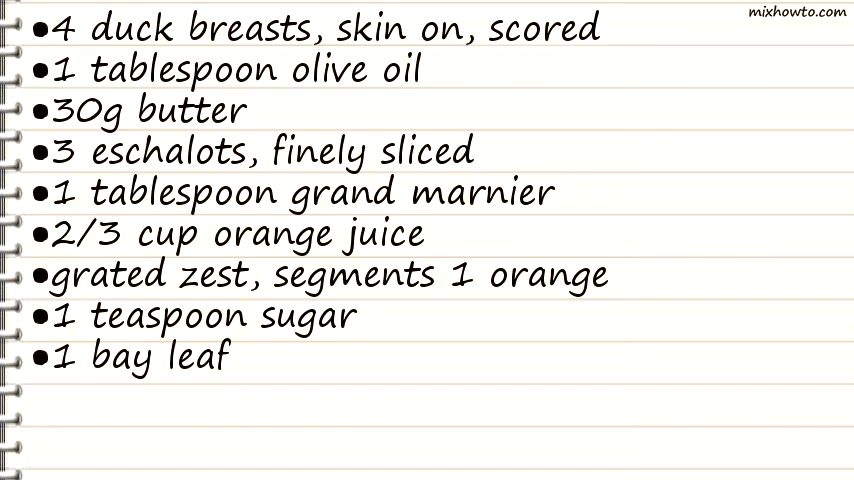 mixhowto.com
•4 duck breasts, skin on, scored
•1 tablespoon olive oil
•30g butter
•3 eschalots, finely sliced
•1 tablespoon grand marnier
•2/3 cup orange juice
•grated zest, segments 1 orange
•1 teaspoon sugar
•1 bay leaf